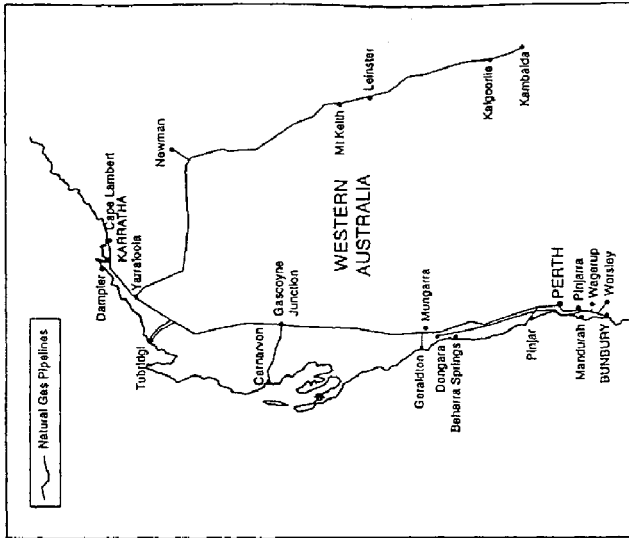 Natural Gas Pipelines
Dampier
Cape Lambert
KARRATHA
Yarraloola
Tubridgi
Newman
Carnarvon
Gascoyne
Junction
Mt Keith
Leinster
WESTERN
AUSTRALIA
Kalgoorlie
Kambalda
Geraldton
Mungarra
Dongara
Beharra Springs
Pinjar
PERTH
Mandurah
Pinjarra
Wagerup
BUNBURY
Worsley